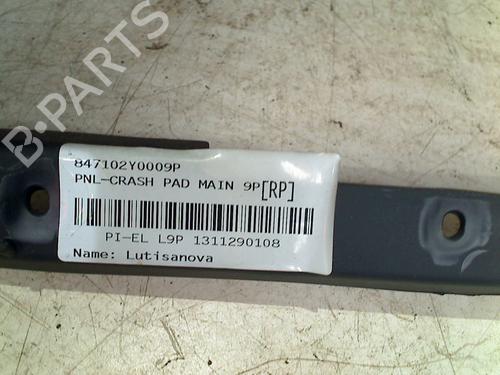 B-PARTS
847102Y0009P
PNL-CRASH PAD MAIN 9P[RP]
PI-EL L9P 1311290108
Name: Lutisanova